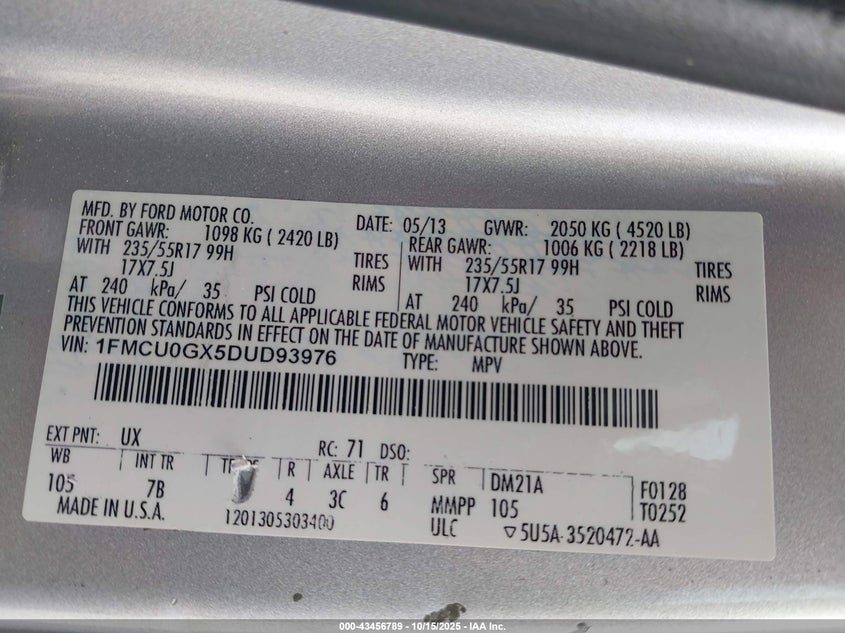 MFD. BY FORD MOTOR CO. DATE: 05/13 GVWR: 2050 KG ( 4520 LB)
FRONT GAWR: 1098 KG ( 2420 LB) REAR GAWR: 1006 KG ( 2218 LB)
WITH 235/55R17 99H TIRES WITH 235/55R17 99H TIRES
17X7.5J RIMS 17X7.5J RIMS
AT 240 kPa/ 35 PSI COLD AT 240 kPa/ 35 PSI COLD
THIS VEHICLE CONFORMS TO ALL APPLICABLE FEDERAL MOTOR VEHICLE SAFETY AND THEFT
PREVENTION STANDARDS IN EFFECT ON THE DATE OF MANUFACTURE SHOWN ABOVE.
VIN: 1FMCU0GX5DUD93976 TYPE: MPV
EXT PNT: UX RC: 71 DSO:
WB INT TR R AXLE TR SPR DM21A F0128
105 7B 4 3C 6 MMPP 105 T0252
MADE IN U.S.A. 1201305303400 ULC ▽5U5A-3520472-AA
000-43456789 - 10/15/2025 - IAA Inc.